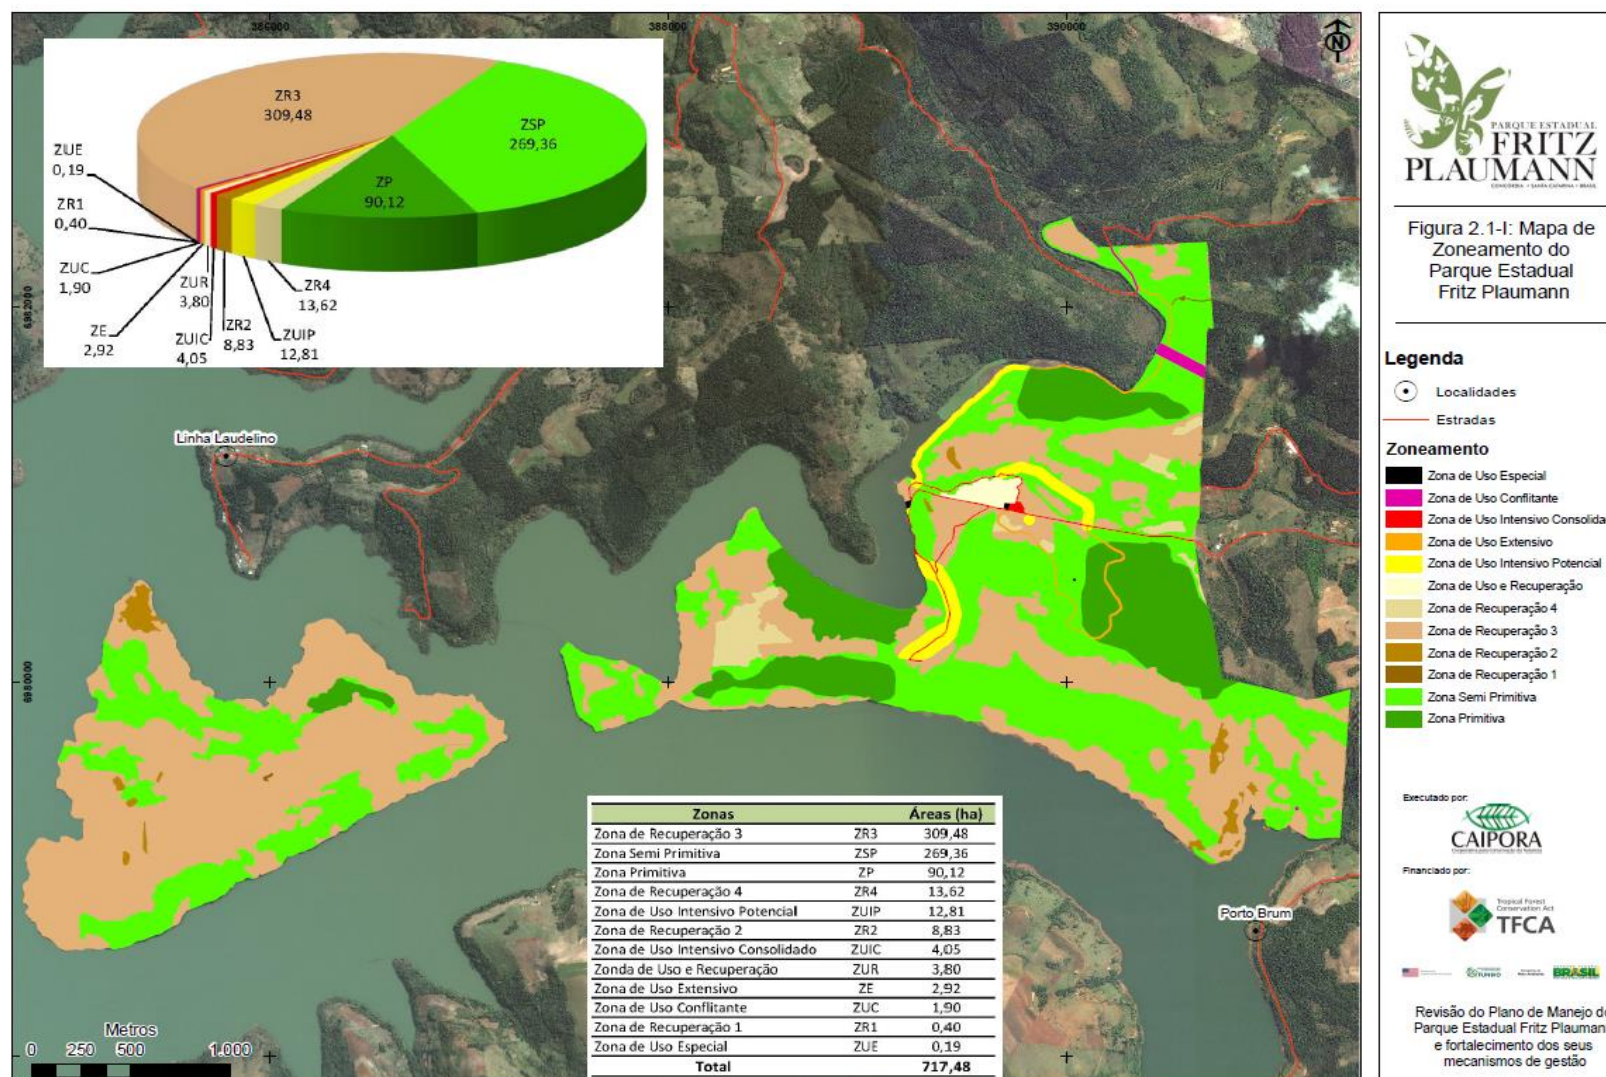 386000
388000
390000
6982000
6980000
N
ZR3
309,48
ZSP
269,36
ZP
90,12
ZUE
0,19
ZR1
0,40
ZUC
1,90
ZE
2,92
ZUR
3,80
ZUIC
4,05
ZR2
8,83
ZUIP
12,81
ZR4
13,62
Linha Laudelino
Porto Brum
Zonas Áreas (ha)
Zona de Recuperação 3 ZR3 309,48
Zona Semi Primitiva ZSP 269,36
Zona Primitiva ZP 90,12
Zona de Recuperação 4 ZR4 13,62
Zona de Uso Intensivo Potencial ZUIP 12,81
Zona de Recuperação 2 ZR2 8,83
Zona de Uso Intensivo Consolidado ZUIC 4,05
Zonda de Uso e Recuperação ZUR 3,80
Zona de Uso Extensivo ZE 2,92
Zona de Uso Conflitante ZUC 1,90
Zona de Recuperação 1 ZR1 0,40
Zona de Uso Especial ZUE 0,19
Total 717,48
Metros
0 250 500 1.000
PARQUE ESTADUAL
FRITZ
PLAUMANN
CONCÓRDIA • SANTA CATARINA • BRASIL
Figura 2.1-I: Mapa de
Zoneamento do
Parque Estadual
Fritz Plaumann
Legenda
Localidades
Estradas
Zoneamento
Zona de Uso Especial
Zona de Uso Conflitante
Zona de Uso Intensivo Consolida
Zona de Uso Extensivo
Zona de Uso Intensivo Potencial
Zona de Uso e Recuperação
Zona de Recuperação 4
Zona de Recuperação 3
Zona de Recuperação 2
Zona de Recuperação 1
Zona Semi Primitiva
Zona Primitiva
Executado por:
CAIPORA
Financiado por:
Tropical Forest
Conservation Act
TFCA
FUNBIO
BRASIL
Revisão do Plano de Manejo do
Parque Estadual Fritz Plauman
e fortalecimento dos seus
mecanismos de gestão